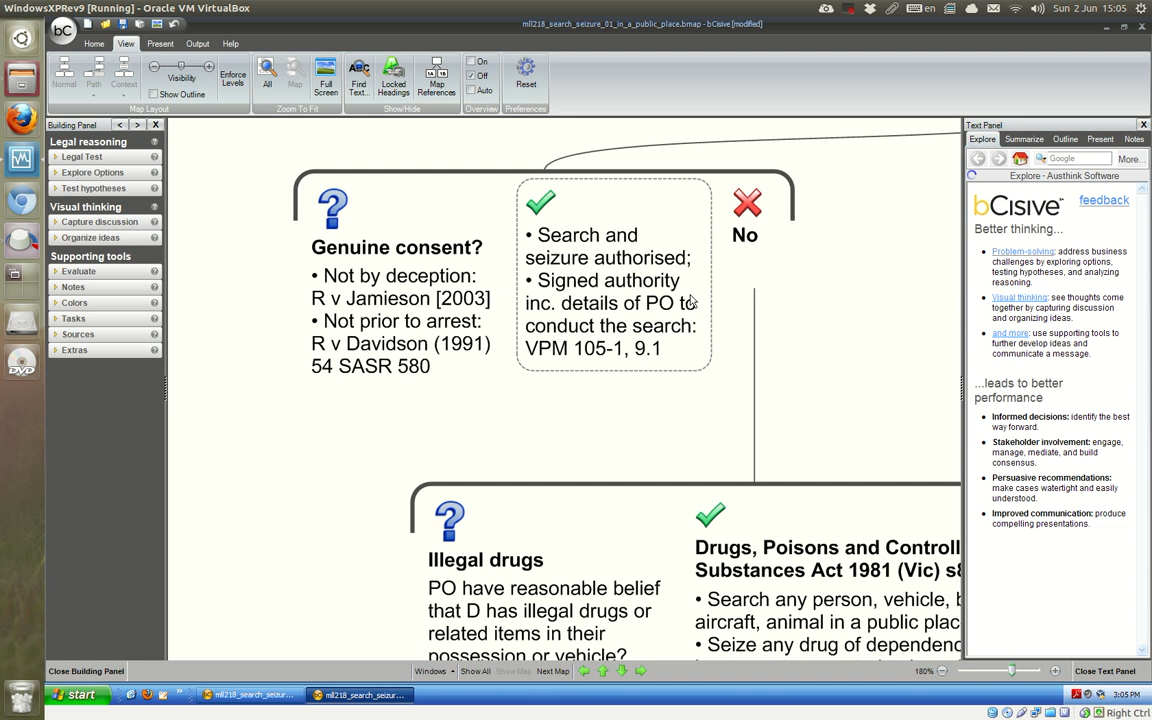 WindowsXPRev9 [Running] - Oracle VM VirtualBox
en
Sun 2 Jun
15:05
bC
mll218_search_seizure_01_in_a_public_place.bmap - bCisive [modified]
Home
View
Present
Output
Help
Normal
Path
Context
Visibility
Show Outline
Enforce
Levels
Map Layout
All
Map
Full
Screen
Zoom To Fit
Find
Text...
Locked
Headings
Map
References
Show/Hide
On
Off
Auto
Overview
Reset
Preferences
Building Panel
Legal reasoning
Legal Test
Explore Options
Test hypotheses
Visual thinking
Capture discussion
Organize ideas
Supporting tools
Evaluate
Notes
Colors
Tasks
Sources
Extras
Genuine consent?
• Not by deception:
R v Jamieson [2003]
• Not prior to arrest:
R v Davidson (1991)
54 SASR 580
• Search and
seizure authorised;
• Signed authority
inc. details of PO to
conduct the search:
VPM 105-1, 9.1
No
Illegal drugs
PO have reasonable belief
that D has illegal drugs or
related items in their
possession or vehicle?
Drugs, Poisons and Controll
Substances Act 1981 (Vic) s8
• Search any person, vehicle, b
aircraft, animal in a public plac
• Seize any drug of dependenc
Text Panel
Explore
Summarize
Outline
Present
Notes
Google
More...
Explore - Austhink Software
bCisive
feedback
Better thinking...
Problem-solving: address business
challenges by exploring options,
testing hypotheses, and analyzing
reasoning.
Visual thinking: see thoughts come
together by capturing discussion
and organizing ideas.
and more: use supporting tools to
further develop ideas and
communicate a message.
...leads to better
performance
Informed decisions: identify the best
way forward.
Stakeholder involvement: engage,
manage, mediate, and build
consensus.
Persuasive recommendations:
make cases watertight and easily
understood.
Improved communication: produce
compelling presentations.
Close Building Panel
Windows
Show All
Show Map
Next Map
180%
Close Text Panel
start
mll218_search_seizur...
mll218_search_seizur...
3:05 PM
Right Ctrl